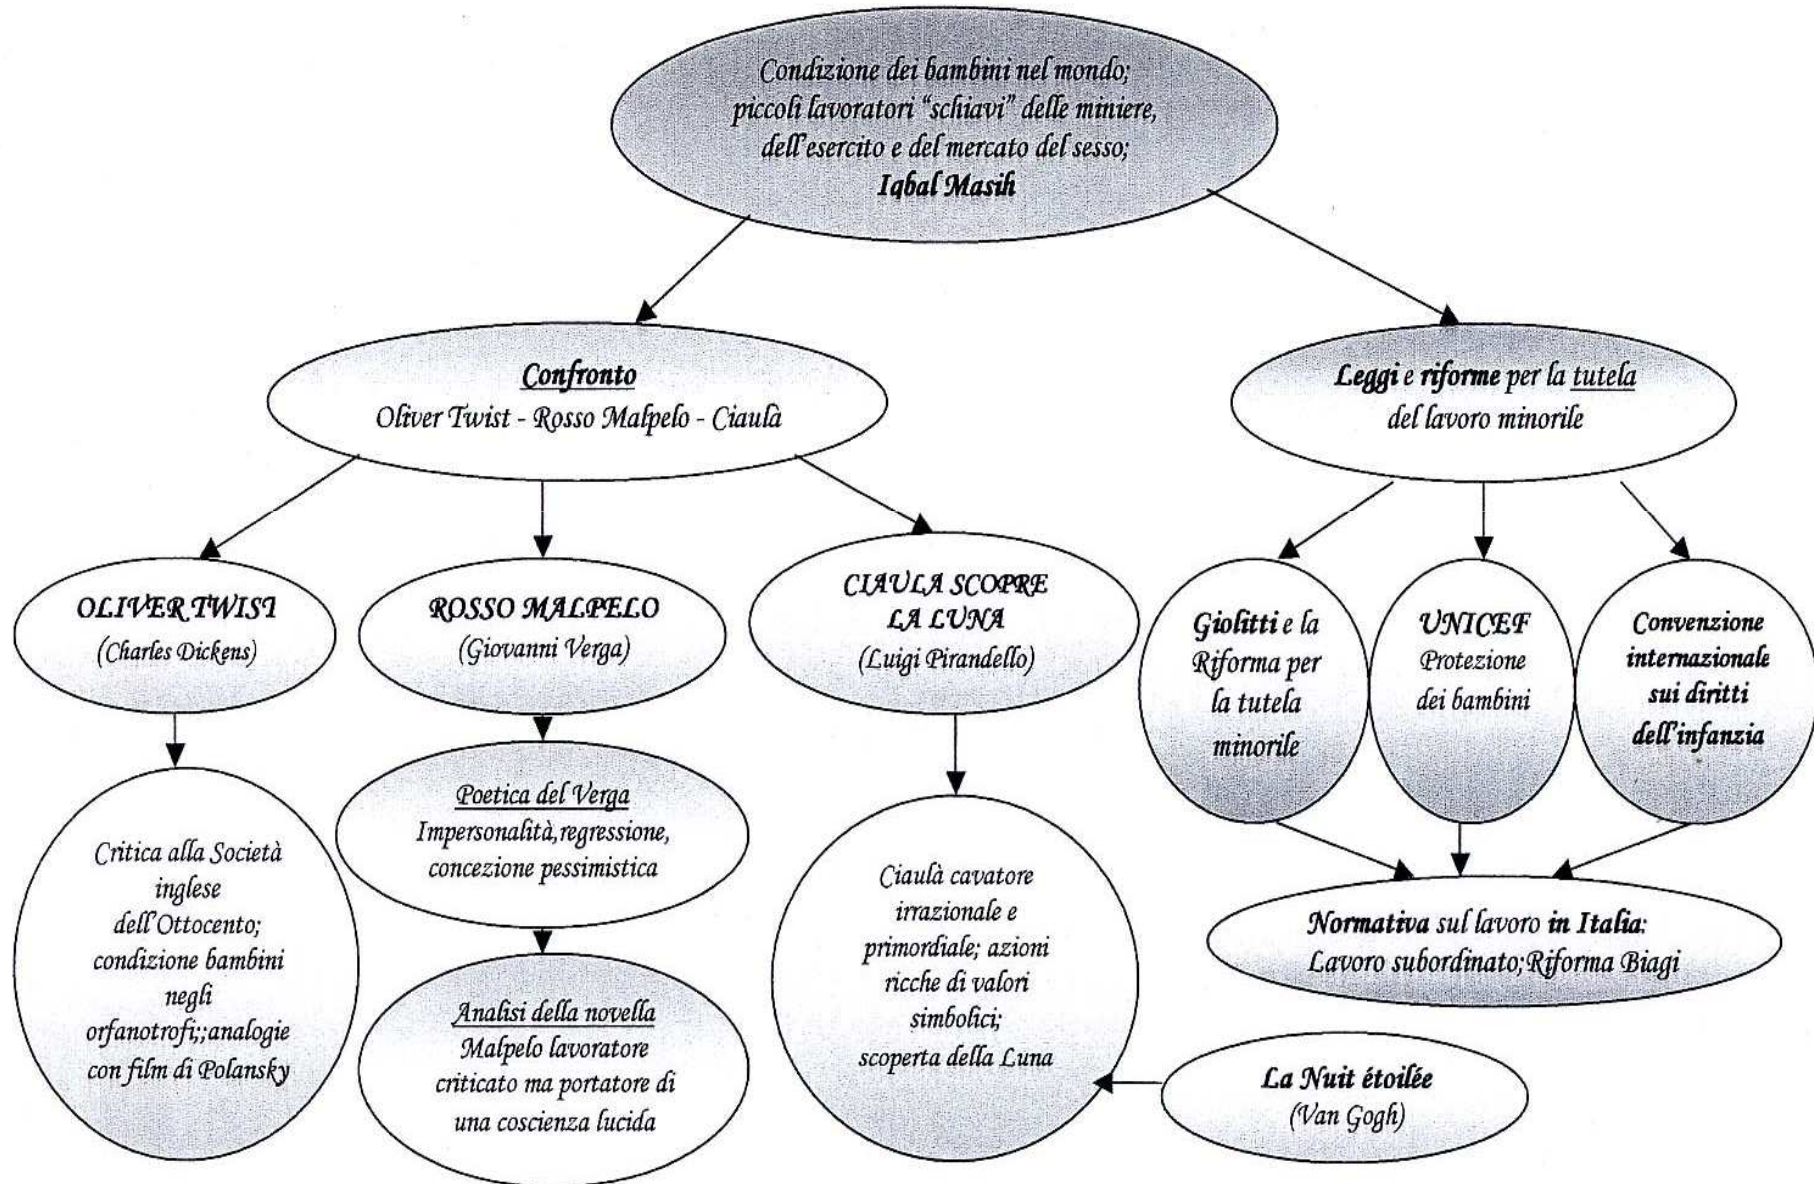 Condizione dei bambini nel mondo;
piccoli lavoratori “schiavi” delle miniere,
dell'esercito e del mercato del sesso;
Iqbal Masih
Confronto
Oliver Twist - Rosso Malpelo - Ciaulà
Leggi e riforme per la tutela
del lavoro minorile
OLIVER TWIST
(Charles Dickens)
ROSSO MALPELO
(Giovanni Verga)
CIAULA SCOPRE
LA LUNA
(Luigi Pirandello)
Giolitti e la
Riforma per
la tutela
minorile
UNICEF
Protezione
dei bambini
Convenzione
internazionale
sui diritti
dell'infanzia
Critica alla Società
inglese
dell'Ottocento;
condizione bambini
negli
orfanotrofi;;analogie
con film di Polansky
Poetica del Verga
Impersonalità,regressione,
concezione pessimistica
Analisi della novella
Malpelo lavoratore
criticato ma portatore di
una coscienza lucida
Ciaulà cavatore
irrazionale e
primordiale; azioni
ricche di valori
simbolici;
scoperta della Luna
Normativa sul lavoro in Italia:
Lavoro subordinato;Riforma Biagi
La Nuit étoilée
(Van Gogh)